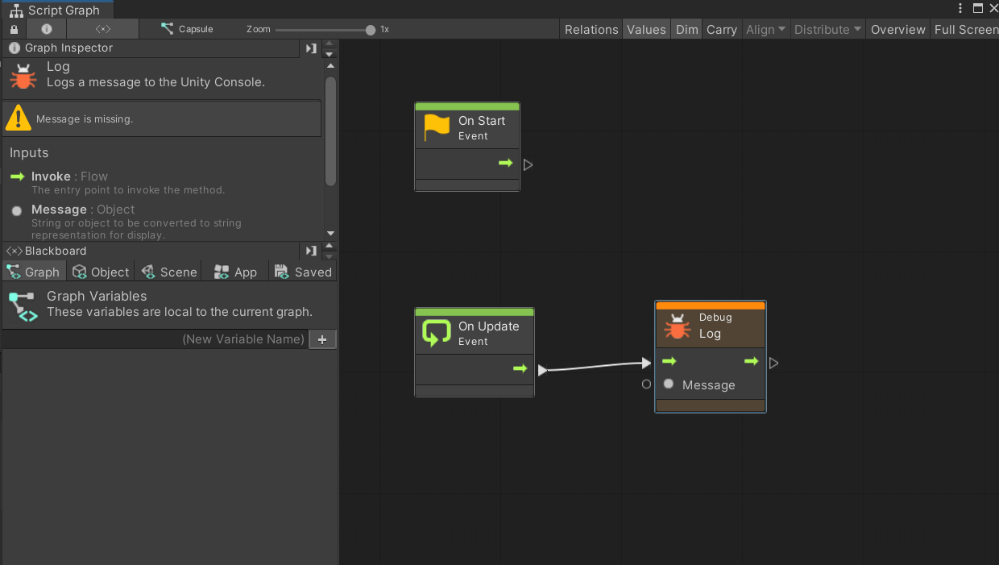 Script Graph
Capsule
Zoom
1x
Relations
Values
Dim
Carry
Align
Distribute
Overview
Full Screen
Graph Inspector
Log
Logs a message to the Unity Console.
Message is missing.
Inputs
Invoke : Flow
The entry point to invoke the method.
Message : Object
String or object to be converted to string
representation for display.
Blackboard
Graph
Object
Scene
App
Saved
Graph Variables
These variables are local to the current graph.
(New Variable Name)
On Start
Event
On Update
Event
Debug
Log
Message